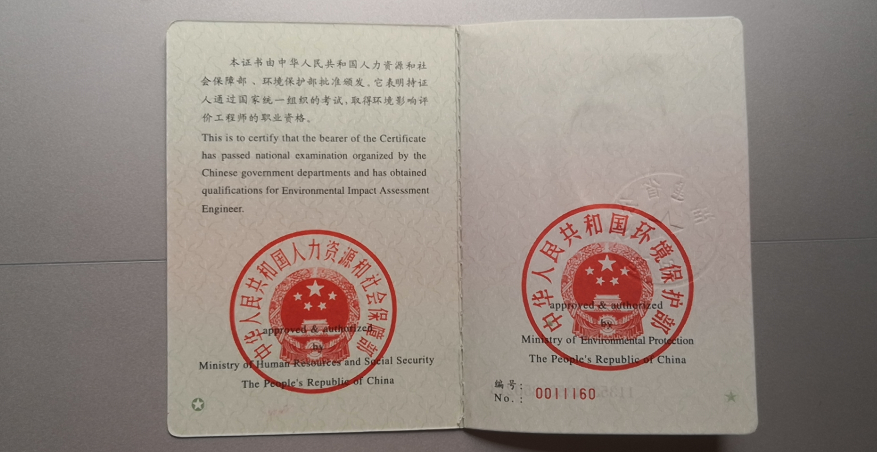 本证书由中华人民共和国人力资源和社
会保障部、环境保护部批准颁发。它表明持证
人通过国家统一组织的考试,取得环境影响评
价工程师的职业资格。
This is to certify that the bearer of the Certificate
has passed national examination organized by the
Chinese government departments and has obtained
qualifications for Environmental Impact Assessment
Engineer.
中华人民共和国人力资源和社会保障部
approved & authorized
by
Ministry of Human Resources and Social Security
The People's Republic of China
中华人民共和国环境保护部
approved & authorized
by
Ministry of Environmental Protection
The People's Republic of China
编号:
No.: 0011160